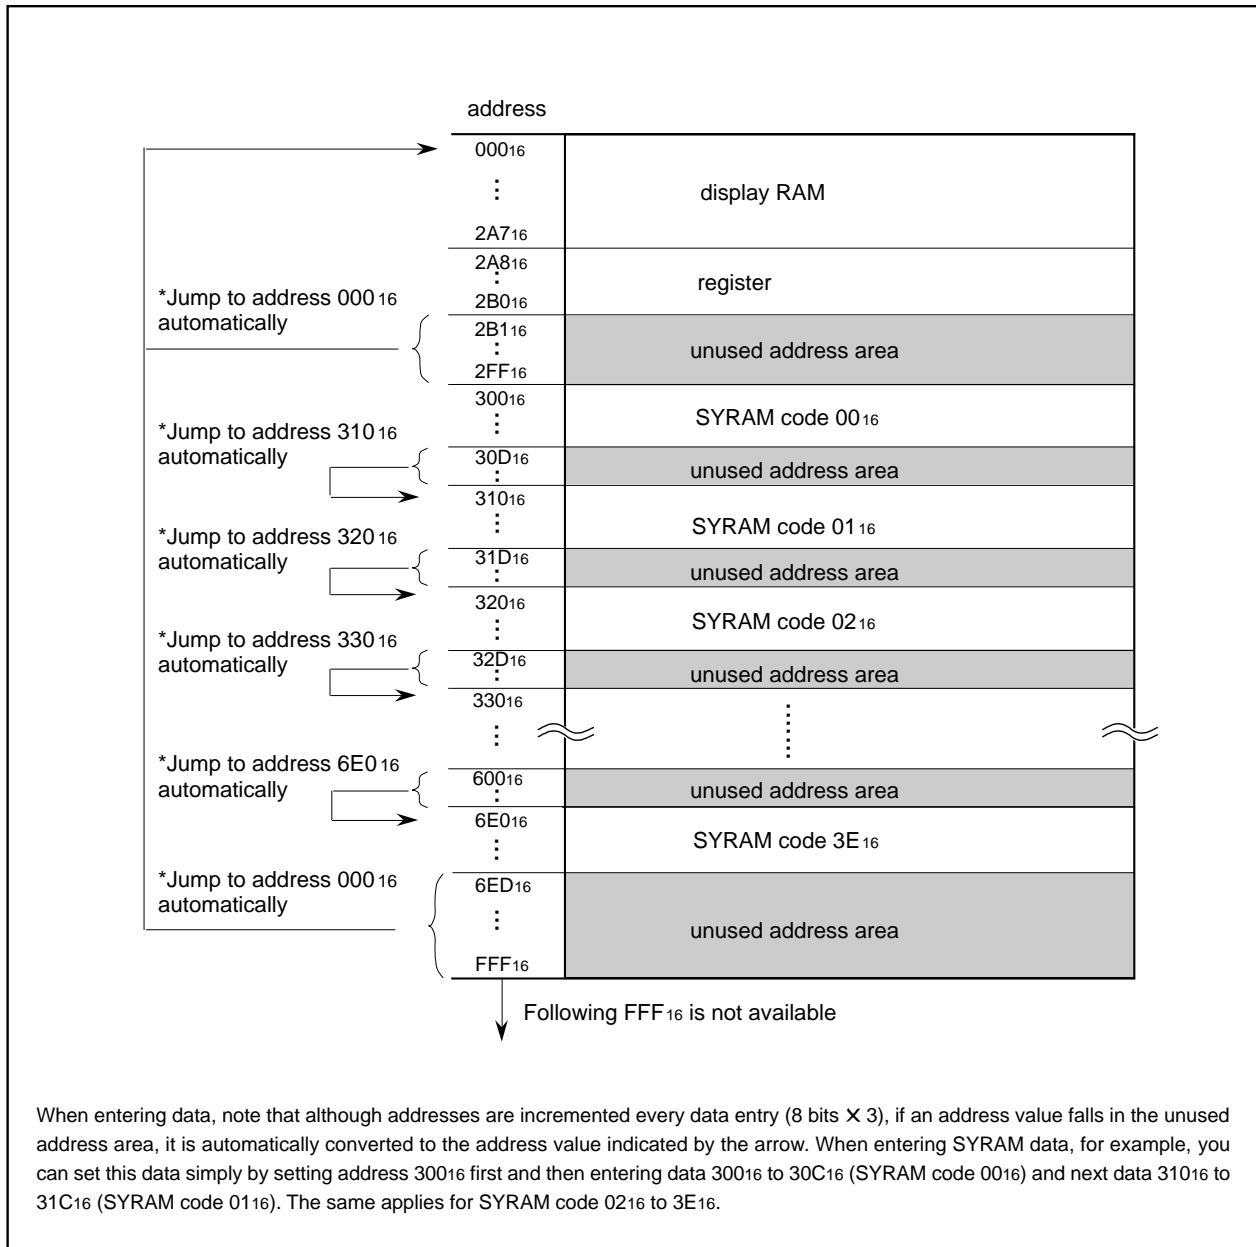 address
000₁₆
⋮
display RAM
2A7₁₆
2A8₁₆
⋮
register
2B0₁₆
*Jump to address 000₁₆
automatically
2B1₁₆
⋮
unused address area
2FF₁₆
300₁₆
⋮
SYRAM code 00₁₆
*Jump to address 310₁₆
automatically
30D₁₆
⋮
unused address area
310₁₆
⋮
SYRAM code 01₁₆
*Jump to address 320₁₆
automatically
31D₁₆
⋮
unused address area
320₁₆
⋮
SYRAM code 02₁₆
*Jump to address 330₁₆
automatically
32D₁₆
⋮
unused address area
330₁₆
⋮
*Jump to address 6E0₁₆
automatically
600₁₆
⋮
unused address area
6E0₁₆
⋮
SYRAM code 3E₁₆
*Jump to address 000₁₆
automatically
6ED₁₆
⋮
unused address area
FFF₁₆
Following FFF₁₆ is not available
When entering data, note that although addresses are incremented every data entry (8 bits ✕ 3), if an address value falls in the unused
address area, it is automatically converted to the address value indicated by the arrow. When entering SYRAM data, for example, you
can set this data simply by setting address 300₁₆ first and then entering data 300₁₆ to 30C₁₆ (SYRAM code 00₁₆) and next data 310₁₆ to
31C₁₆ (SYRAM code 01₁₆). The same applies for SYRAM code 02₁₆ to 3E₁₆.